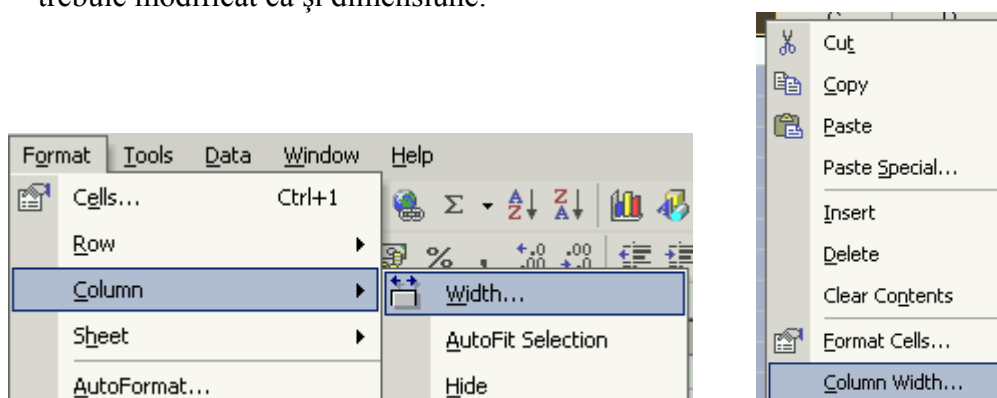 trebuie modificat ca şi dimensiune.
Format Tools Data Window Help
Cells... Ctrl+1
Row
Column
Sheet
AutoFormat...
Width...
AutoFit Selection
Hide
Cut
Copy
Paste
Paste Special...
Insert
Delete
Clear Contents
Format Cells...
Column Width...